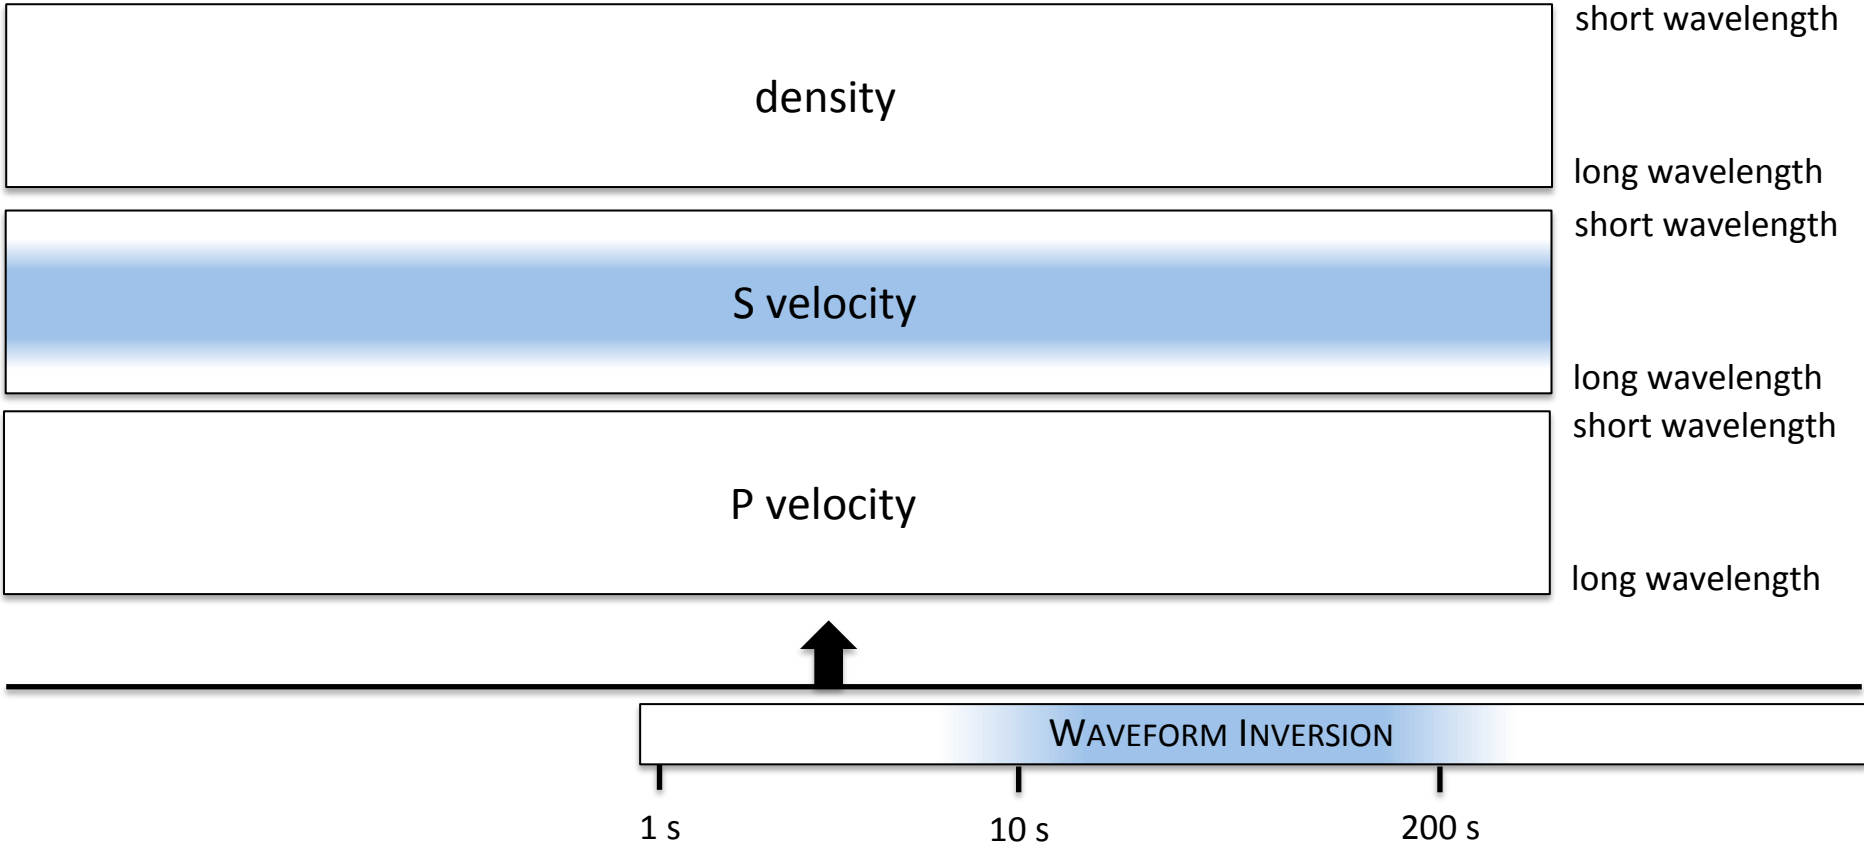 short wavelength
density
long wavelength
short wavelength
S velocity
long wavelength
short wavelength
P velocity
long wavelength
WAVEFORM INVERSION
1 s
10 s
200 s